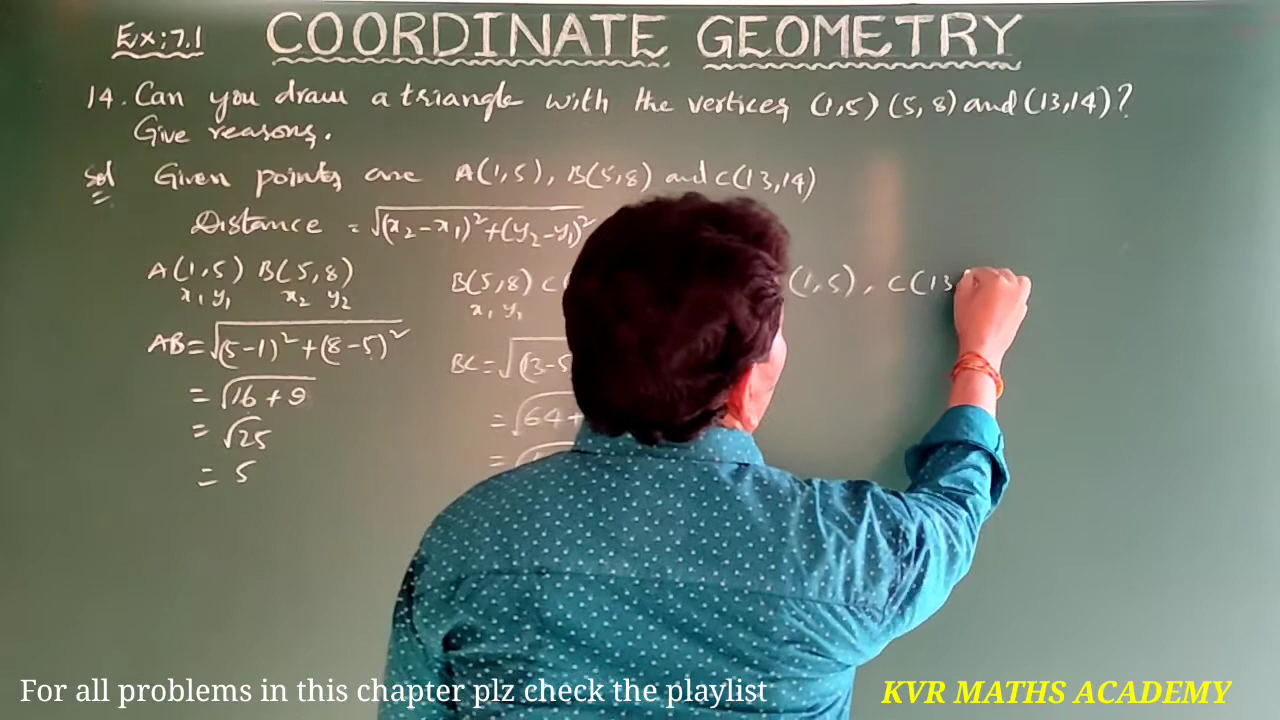 Ex:7.1 COORDINATE GEOMETRY
14. Can you draw a triangle with the vertices (1,5) (5,8) and (13,14)?
Give reasons.
Sol Given points are A(1,5), B(5,8) and C(13,14)
Distance = √(x₂-x₁)²+(y₂-y₁)²
A(1,5) B(5,8) B(5,8) C( (1,5), C(13
x₁ y₁ x₂ y₂ x₁ y₁
AB=√(5-1)²+(8-5)² BC=√(13-5
=√16+9 =√64+
=√25 =√
= 5
For all problems in this chapter plz check the playlist KVR MATHS ACADEMY